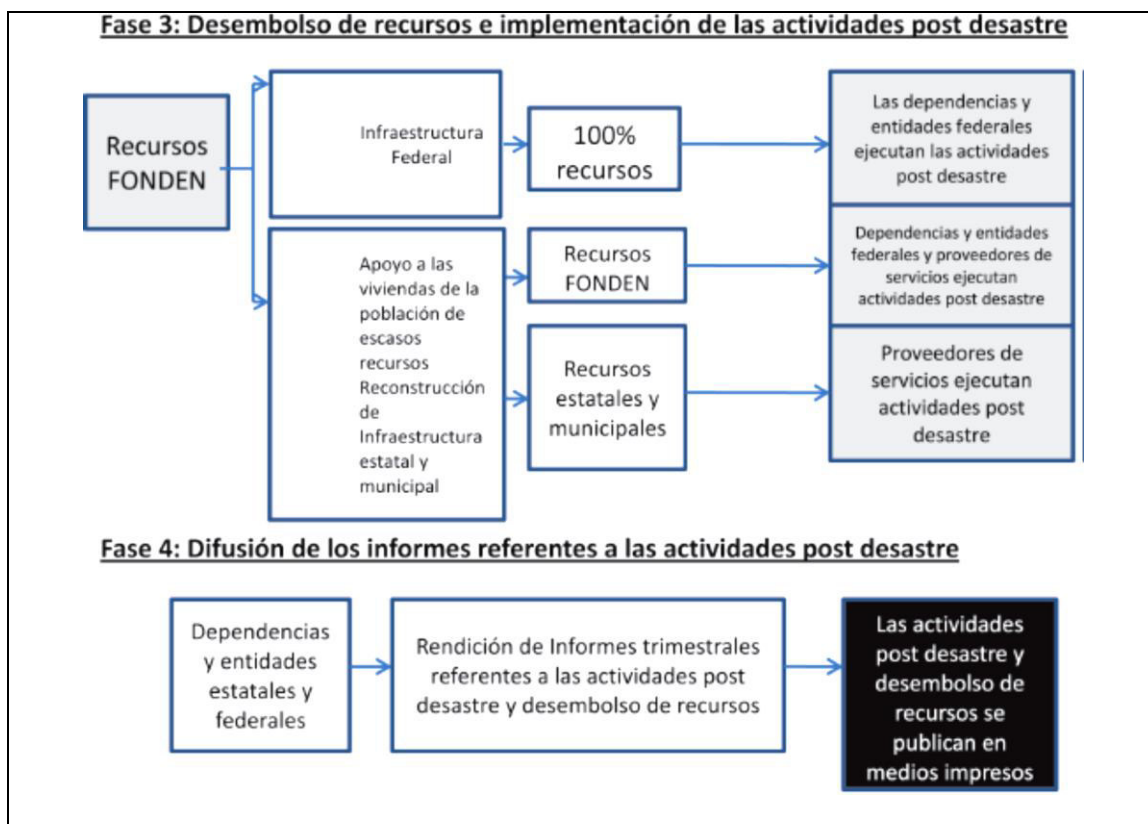 Fase 3: Desembolso de recursos e implementación de las actividades post desastre
Recursos
FONDEN
Infraestructura
Federal
100%
recursos
Las dependencias y
entidades federales
ejecutan las actividades
post desastre
Apoyo a las
viviendas de la
población de
escasos
recursos
Reconstrucción
de
Infraestructura
estatal y
municipal
Recursos
FONDEN
Dependencias y entidades
federales y proveedores de
servicios ejecutan
actividades post desastre
Recursos
estatales y
municipales
Proveedores de
servicios ejecutan
actividades post
desastre
Fase 4: Difusión de los informes referentes a las actividades post desastre
Dependencias
y entidades
estatales y
federales
Rendición de Informes trimestrales
referentes a las actividades post
desastre y desembolso de recursos
Las actividades
post desastre y
desembolso de
recursos se
publican en
medios impresos